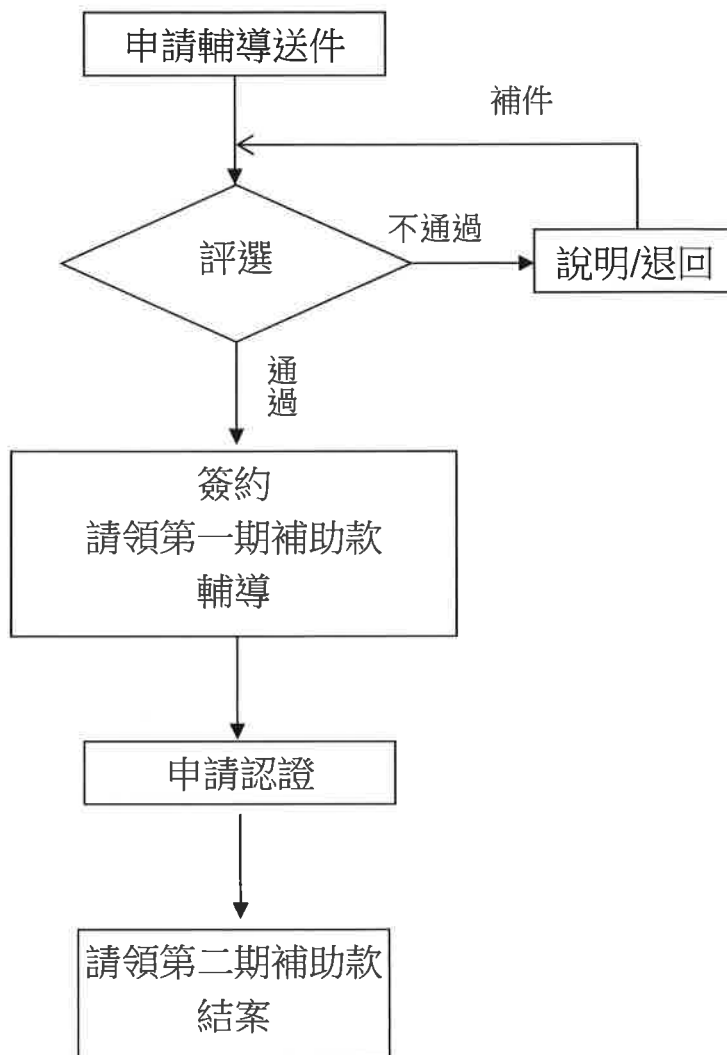 申請輔導送件
補件
評選
不通過
說明/退回
通
過
簽約
請領第一期補助款
輔導
申請認證
請領第二期補助款
結案